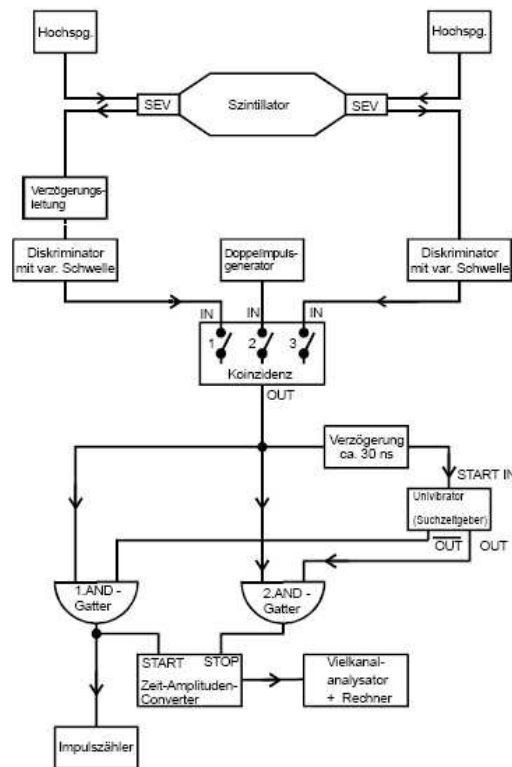 Hochspg.
Hochspg.
SEV
Szintillator
SEV
Verzögerungs-
leitung
Diskriminator
mit var. Schwelle
Doppelimpuls-
generator
Diskriminator
mit var. Schwelle
IN
IN
IN
1
2
3
Koinzidenz
OUT
Verzögerung
ca. 30 ns
START IN
Univibrator
(Suchzeitgeber)
OUT
OUT
1.AND -
Gatter
2.AND -
Gatter
START
STOP
Zeit-Amplituden-
Converter
Vielkanal-
analysator
+ Rechner
Impulszähler